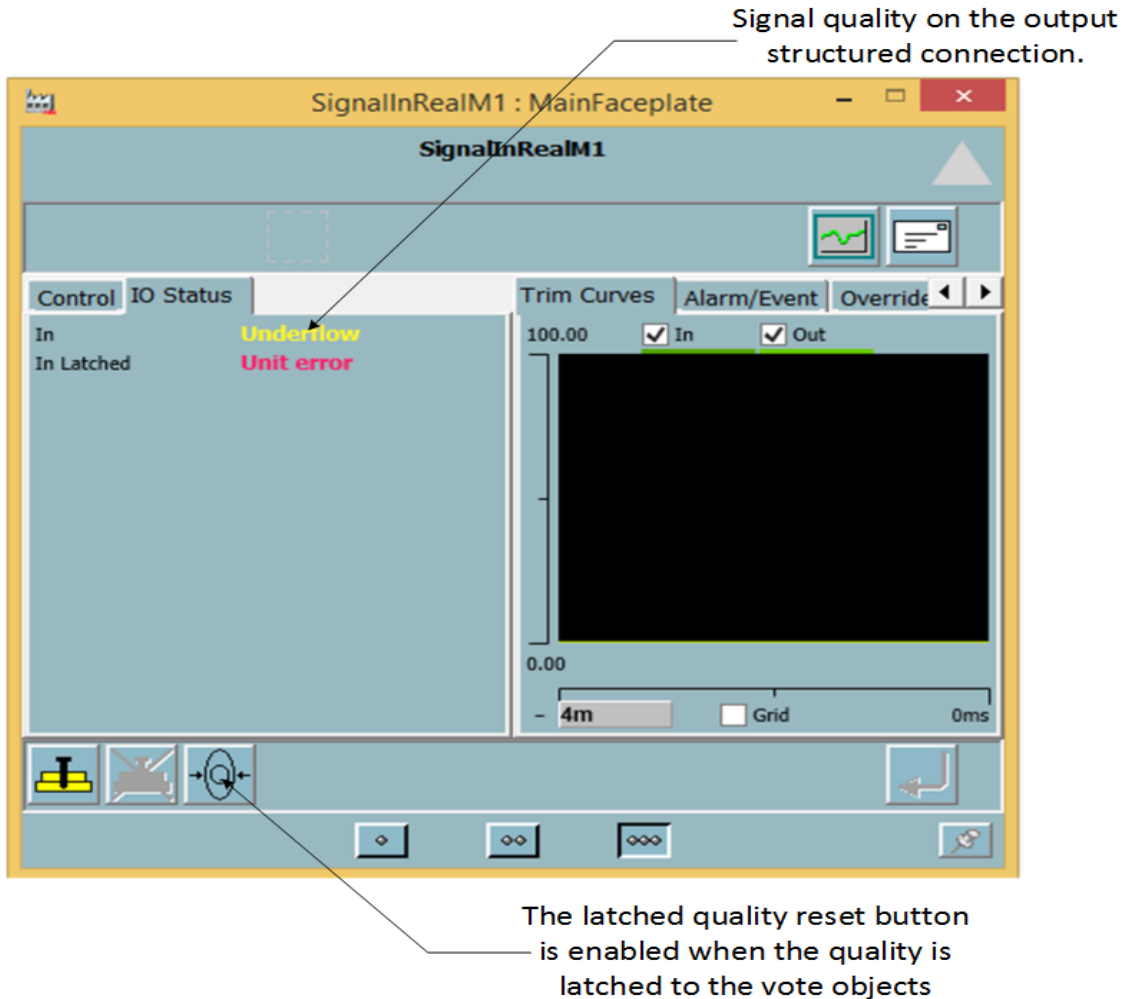 Signal quality on the output
structured connection.
SignalInRealM1 : MainFaceplate
SignalInRealM1
Control
IO Status
In
Underflow
In Latched
Unit error
Trim Curves
Alarm/Event
Override
100.00
In
Out
0.00
– 4m
Grid
0ms
The latched quality reset button
is enabled when the quality is
latched to the vote objects